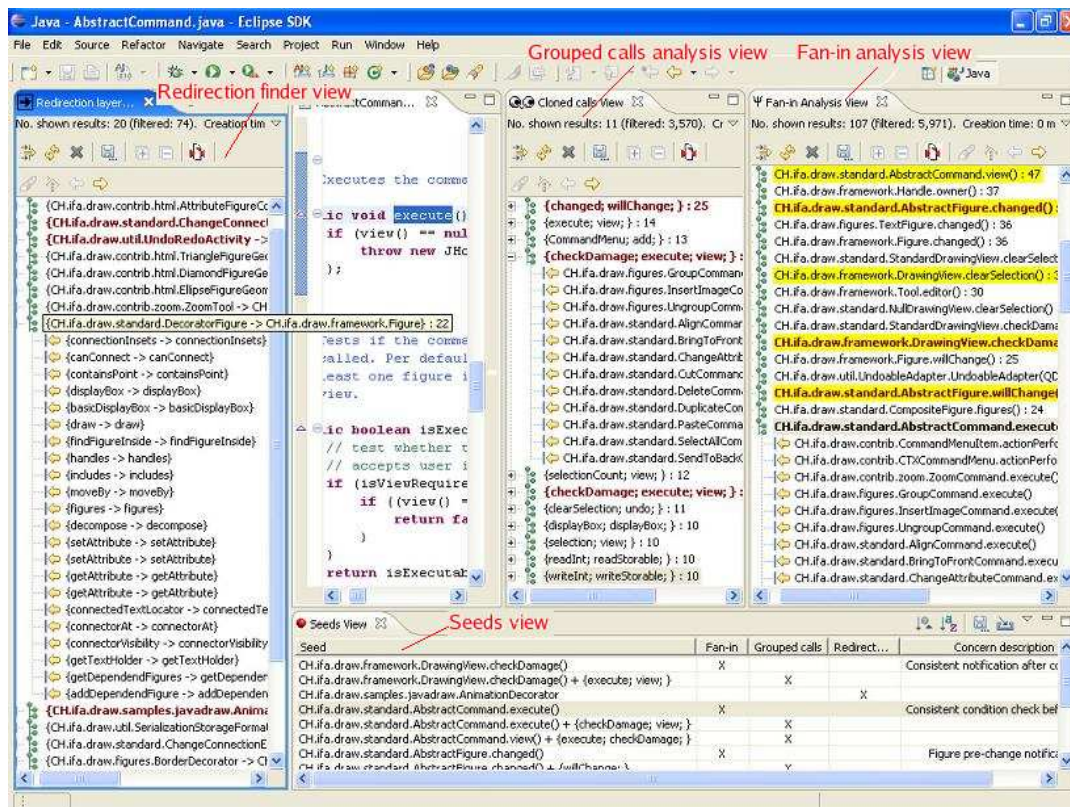 Java - AbstractCommand.java - Eclipse SDK
File Edit Source Refactor Navigate Search Project Run Window Help
Grouped calls analysis view
Fan-in analysis view
Java
Redirection finder view
Redirection layer...
No. shown results: 20 (filtered: 74). Creation tim
{CH.ifa.draw.contrib.html.AttributeFigureCo
{CH.ifa.draw.standard.ChangeConnect
{CH.ifa.draw.util.UndoRedoActivity ->
{CH.ifa.draw.contrib.html.TriangleFigureGeo
{CH.ifa.draw.contrib.html.DiamondFigureGe
{CH.ifa.draw.contrib.html.EllipseFigureGeom
{CH.ifa.draw.contrib.zoom.ZoomTool -> CH
{CH.ifa.draw.standard.DecoratorFigure -> CH.ifa.draw.framework.Figure} : 22
{connectionInsets -> connectionInsets}
{canConnect -> canConnect}
{containsPoint -> containsPoint}
{displayBox -> displayBox}
{basicDisplayBox -> basicDisplayBox}
{draw -> draw}
{findFigureInside -> findFigureInside}
{handles -> handles}
{includes -> includes}
{moveBy -> moveBy}
{figures -> figures}
{decompose -> decompose}
{setAttribute -> setAttribute}
{setAttribute -> setAttribute}
{getAttribute -> getAttribute}
{getAttribute -> getAttribute}
{connectedTextLocator -> connectedTe
{connectorAt -> connectorAt}
{connectorVisibility -> connectorVisibility
{getTextHolder -> getTextHolder}
{getDependendFigures -> getDependen
{addDependendFigure -> addDependen
{CH.ifa.draw.samples.javadraw.Anima
{CH.ifa.draw.util.SerializationStorageFormat
{CH.ifa.draw.standard.ChangeConnectionE
{CH.ifa.draw.figures.BorderDecorator -> CH
AbstractComman...
Executes the comma
ic void execute()
if (view() == nul
throw new JHo
);
Tests if the comma
called. Per defaul
least one figure i
view.
ic boolean isExec
// test whether t
// accepts user i
if (isViewRequire
if ((view() =
return fa
}
}
return isExecutab
Cloned calls View
No. shown results: 11 (filtered: 3,570). Cr
{changed; willChange; } : 25
{execute; view; } : 14
{CommandMenu; add; } : 13
{checkDamage; execute; view; } :
CH.ifa.draw.figures.GroupComman
CH.ifa.draw.figures.InsertImageCo
CH.ifa.draw.figures.UngroupComm
CH.ifa.draw.standard.AlignCommar
CH.ifa.draw.standard.BringToFront
CH.ifa.draw.standard.ChangeAttrib
CH.ifa.draw.standard.CutCommand
CH.ifa.draw.standard.DeleteComm
CH.ifa.draw.standard.DuplicateCon
CH.ifa.draw.standard.PasteComma
CH.ifa.draw.standard.SelectAllCom
CH.ifa.draw.standard.SendToBackC
{selectionCount; view; } : 12
{checkDamage; execute; view; } :
{clearSelection; undo; } : 11
{displayBox; displayBox; } : 10
{selection; view; } : 10
{readInt; readStorable; } : 10
{writeInt; writeStorable; } : 10
Fan-in Analysis View
No. shown results: 107 (filtered: 5,971). Creation time: 0 m
CH.ifa.draw.standard.AbstractCommand.view() : 47
CH.ifa.draw.framework.Handle.owner() : 37
CH.ifa.draw.standard.AbstractFigure.changed() :
CH.ifa.draw.figures.TextFigure.changed() : 36
CH.ifa.draw.framework.Figure.changed() : 36
CH.ifa.draw.standard.StandardDrawingView.clearSelect
CH.ifa.draw.framework.DrawingView.clearSelection() : 3
CH.ifa.draw.framework.Tool.editor() : 30
CH.ifa.draw.standard.NullDrawingView.clearSelection()
CH.ifa.draw.standard.StandardDrawingView.checkDama
CH.ifa.draw.framework.DrawingView.checkDama
CH.ifa.draw.framework.Figure.willChange() : 25
CH.ifa.draw.util.UndoableAdapter.UndoableAdapter(QD
CH.ifa.draw.standard.AbstractFigure.willChange(
CH.ifa.draw.standard.CompositeFigure.figures() : 24
CH.ifa.draw.standard.AbstractCommand.execute
CH.ifa.draw.contrib.CommandMenuItem.actionPerfo
CH.ifa.draw.contrib.CTXCommandMenu.actionPerfo
CH.ifa.draw.contrib.zoom.ZoomCommand.execute()
CH.ifa.draw.figures.GroupCommand.execute()
CH.ifa.draw.figures.InsertImageCommand.execute(
CH.ifa.draw.figures.UngroupCommand.execute()
CH.ifa.draw.standard.AlignCommand.execute()
CH.ifa.draw.standard.BringToFrontCommand.execut
CH.ifa.draw.standard.ChangeAttributeCommand.ex
Seeds View
Seeds view
Seed Fan-in Grouped calls Redirect... Concern description
CH.ifa.draw.framework.DrawingView.checkDamage() X Consistent notification after co
CH.ifa.draw.framework.DrawingView.checkDamage() + {execute; view; } X
CH.ifa.draw.samples.javadraw.AnimationDecorator X
CH.ifa.draw.standard.AbstractCommand.execute() X Consistent condition check bef
CH.ifa.draw.standard.AbstractCommand.execute() + {checkDamage; view; } X
CH.ifa.draw.standard.AbstractCommand.view() + {execute; checkDamage; } X
CH.ifa.draw.standard.AbstractFigure.changed() X Figure pre-change notifica
CH.ifa.draw.standard.AbstractFigure.changed() + {willChange; } X